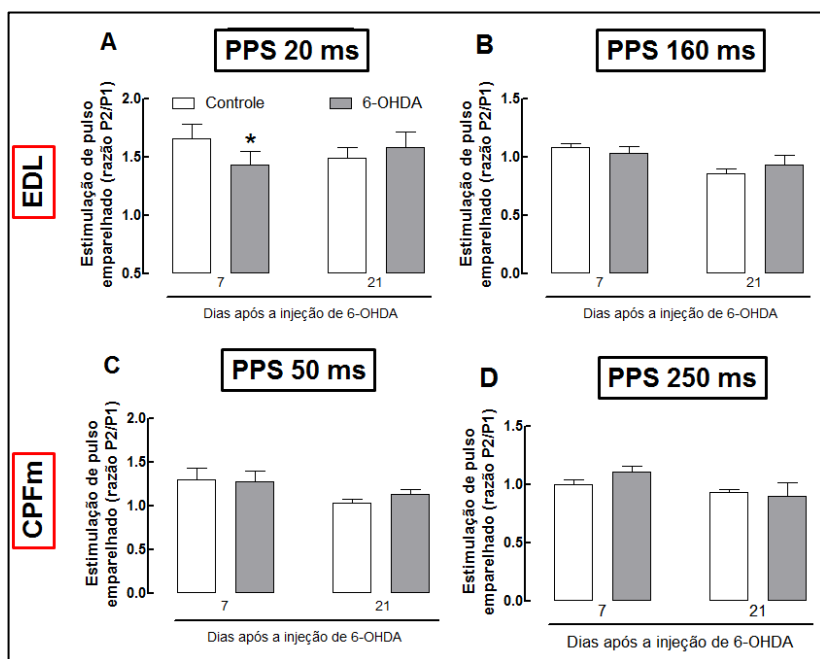 A
PPS 20 ms
B
PPS 160 ms
EDL
Estimulação de pulso
emparelhado (razão P2/P1)
2.0
1.5
1.0
0.5
Controle
6-OHDA
*
7
21
Dias após a injeção de 6-OHDA
Estimulação de pulso
emparelhado (razão P2/P1)
1.5
1.0
0.5
0.0
7
21
Dias após a injeção de 6-OHDA
C
PPS 50 ms
D
PPS 250 ms
CPFm
Estimulação de pulso
emparelhado (razão P2/P1)
2.0
1.5
1.0
0.5
0.0
7
21
Dias após a injeção de 6-OHDA
Estimulação de pulso
emparelhado (razão P2/P1)
1.5
1.0
0.5
0.0
7
21
Dias após a injeção de 6-OHDA